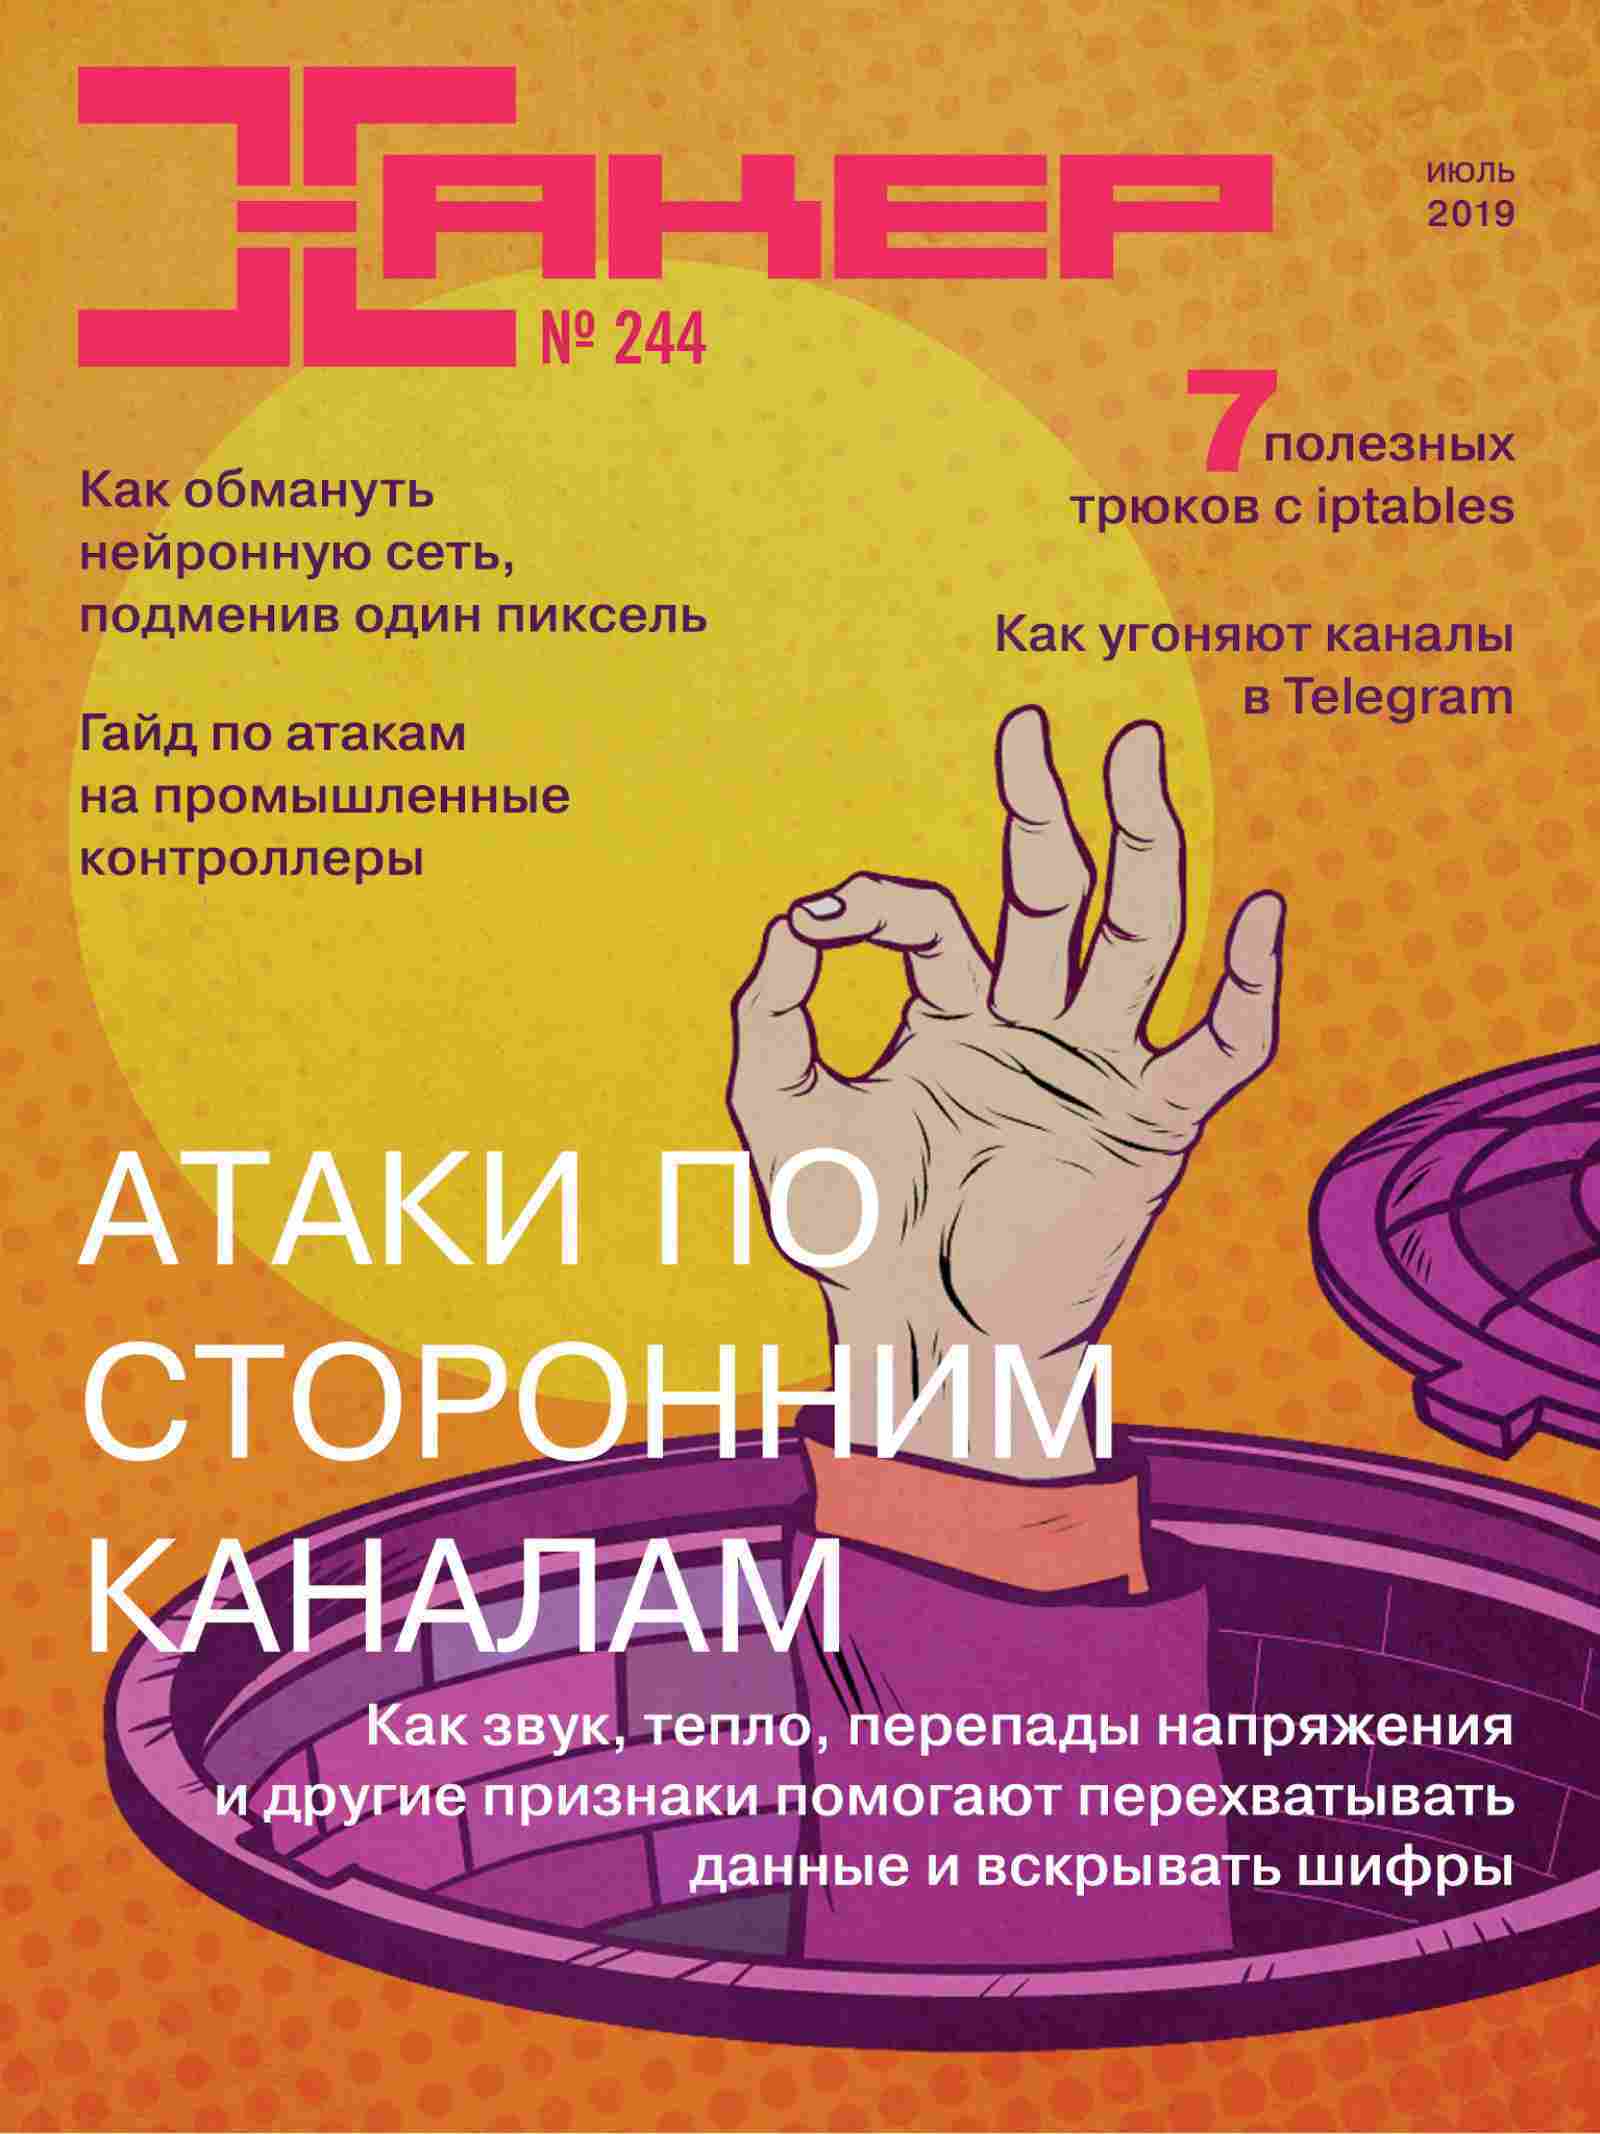 ХАКЕР
ИЮЛЬ
2019
№ 244
7 полезных
трюков с iptables
Как обмануть
нейронную сеть,
подменив один пиксель
Как угоняют каналы
в Telegram
Гайд по атакам
на промышленные
контроллеры
АТАКИ ПО
СТОРОННИМ
КАНАЛАМ
Как звук, тепло, перепады напряжения
и другие признаки помогают перехватывать
данные и вскрывать шифры